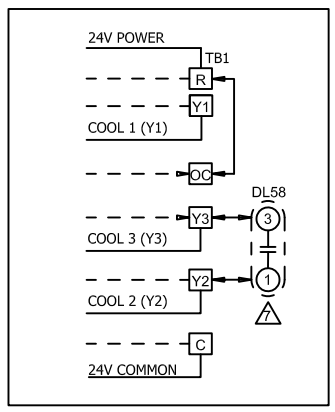 24V POWER
TB1
R
Y1
COOL 1 (Y1)
OC
DL58
Y3
3
COOL 3 (Y3)
Y2
1
COOL 2 (Y2)
7
C
24V COMMON